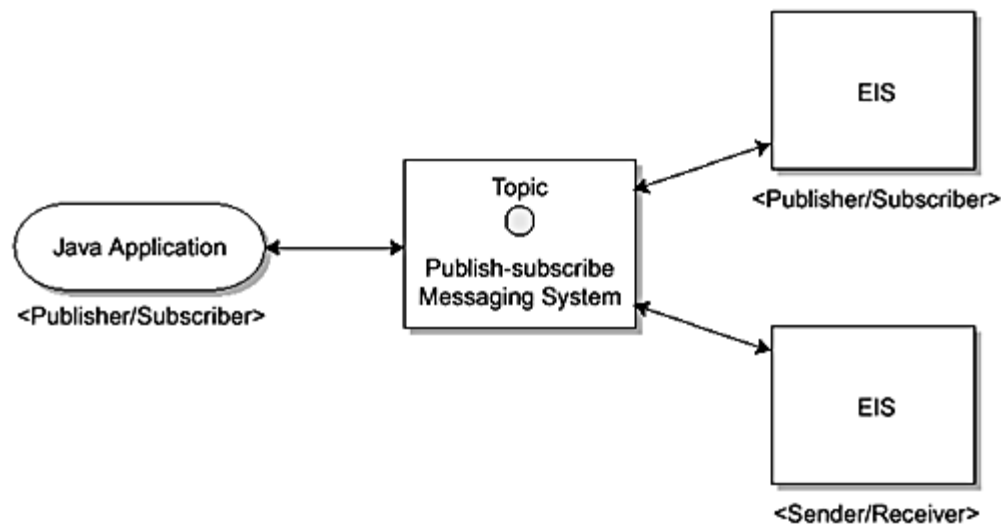 EIS
<Publisher/Subscriber>
Topic
Publish-subscribe
Messaging System
Java Application
<Publisher/Subscriber>
EIS
<Sender/Receiver>